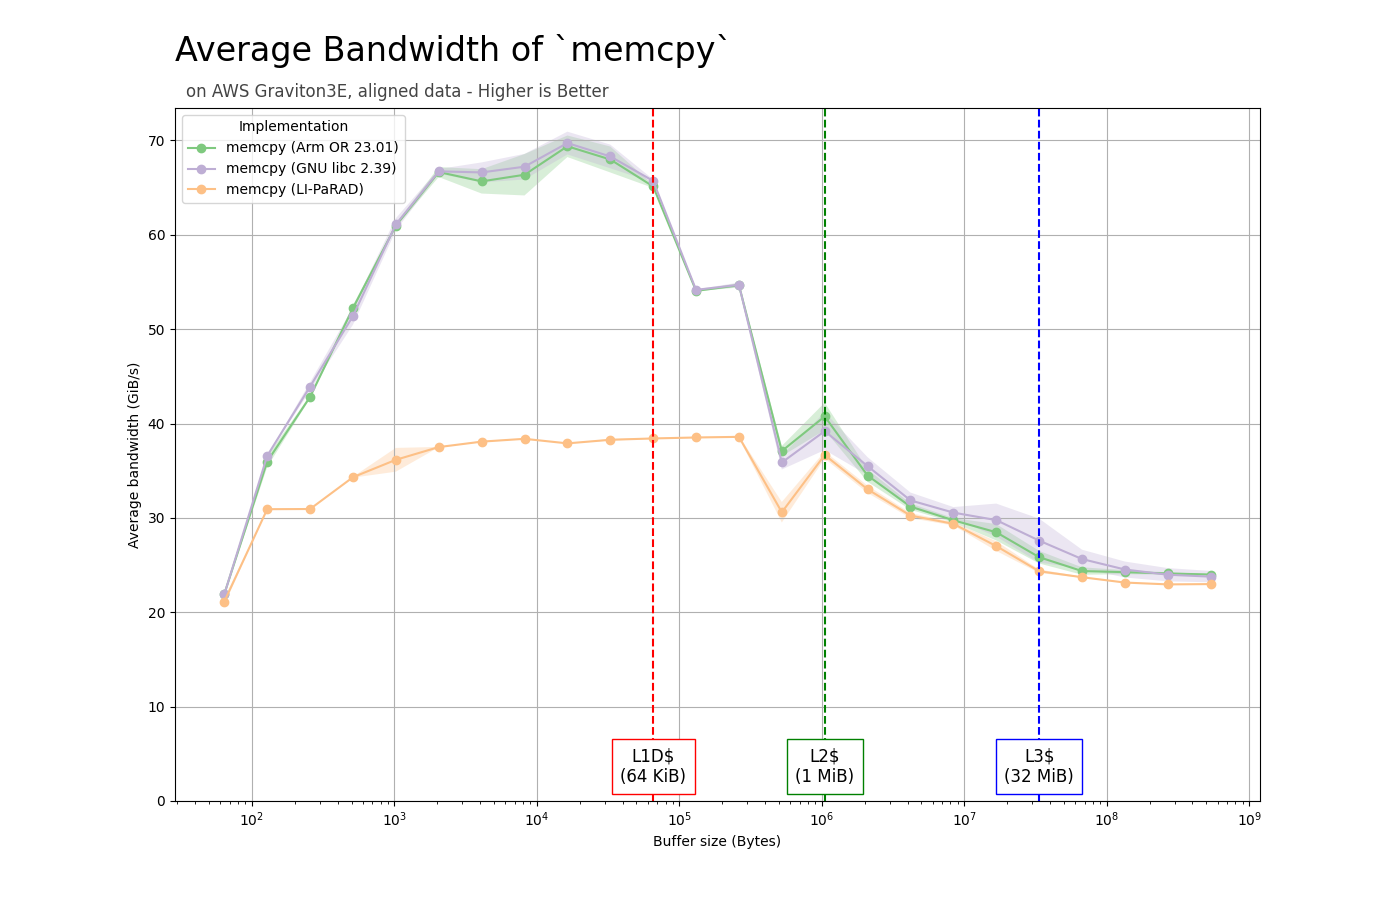 Average Bandwidth of `memcpy`
on AWS Graviton3E, aligned data - Higher is Better
Implementation
memcpy (Arm OR 23.01)
memcpy (GNU libc 2.39)
memcpy (LI-PaRAD)
Average bandwidth (GiB/s)
70
60
50
40
30
20
10
0
L1D$
(64 KiB)
L2$
(1 MiB)
L3$
(32 MiB)
10² 10³ 10⁴ 10⁵ 10⁶ 10⁷ 10⁸ 10⁹
Buffer size (Bytes)